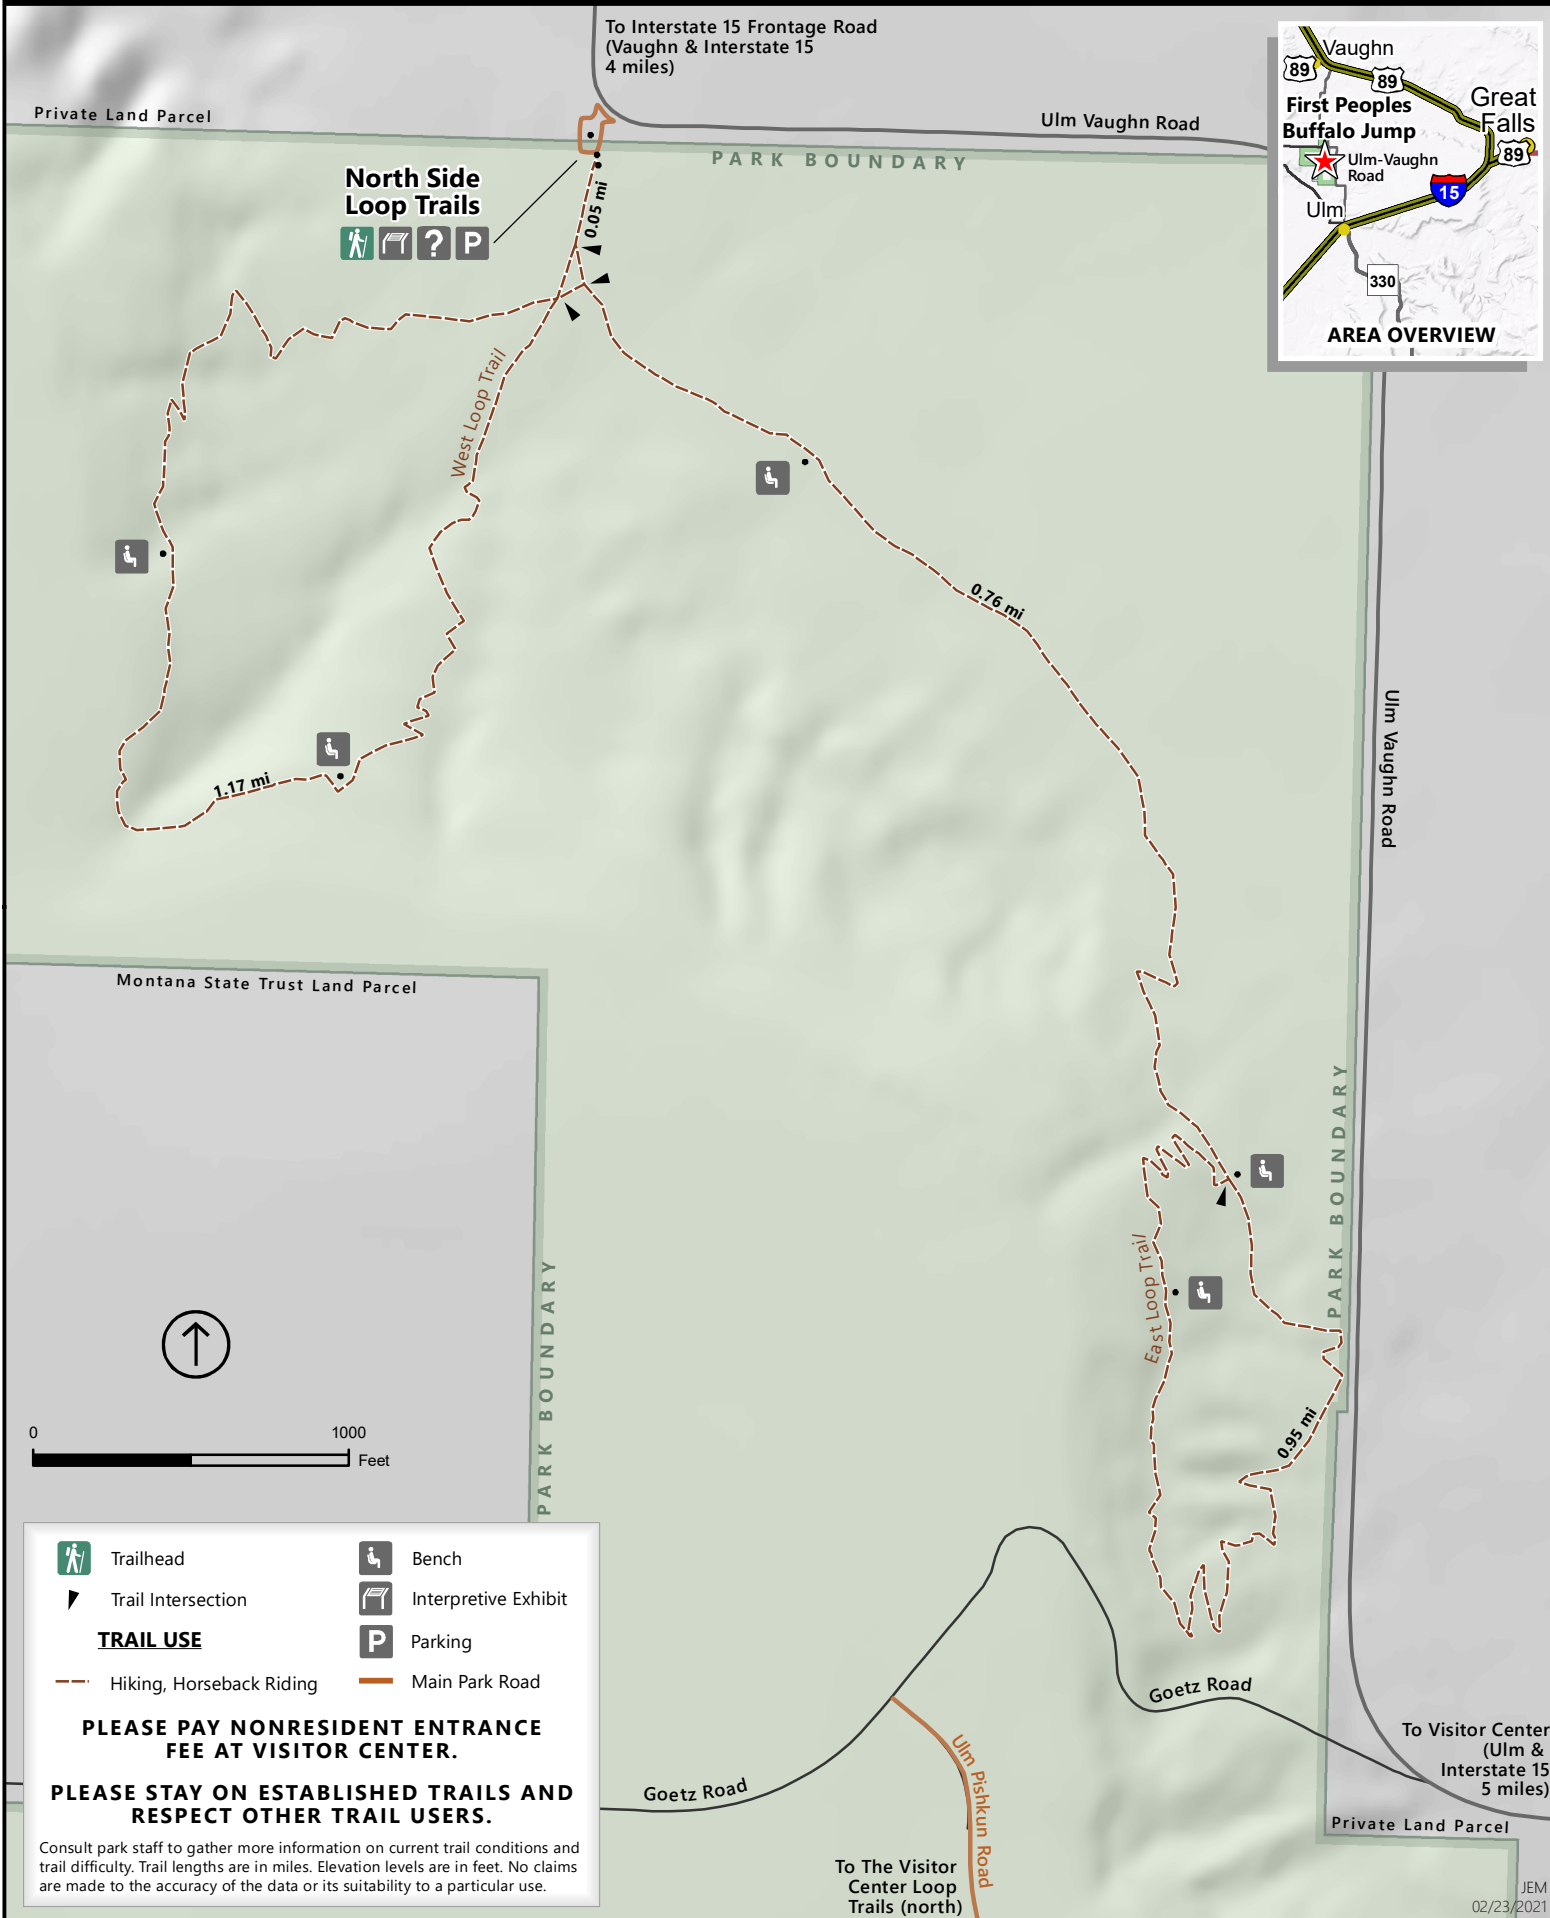 To Interstate 15 Frontage Road
(Vaughn & Interstate 15
4 miles)
Private Land Parcel
Ulm Vaughn Road
PARK BOUNDARY
North Side
Loop Trails
?
P
0.05 mi
Vaughn
89
89
First Peoples
Buffalo Jump
Great
Falls
89
Ulm-Vaughn
Road
15
Ulm
330
AREA OVERVIEW
West Loop Trail
0.76 mi
Ulm Vaughn Road
1.17 mi
Montana State Trust Land Parcel
PARK BOUNDARY
PARK BOUNDARY
East Loop Trail
0.95 mi
0
1000
Feet
Trailhead
Bench
Trail Intersection
Interpretive Exhibit
TRAIL USE
P
Parking
Hiking, Horseback Riding
Main Park Road
PLEASE PAY NONRESIDENT ENTRANCE
FEE AT VISITOR CENTER.
PLEASE STAY ON ESTABLISHED TRAILS AND
RESPECT OTHER TRAIL USERS.
Consult park staff to gather more information on current trail conditions and
trail difficulty. Trail lengths are in miles. Elevation levels are in feet. No claims
are made to the accuracy of the data or its suitability to a particular use.
Goetz Road
Goetz Road
Ulm Pishkun Road
To Visitor Center
(Ulm &
Interstate 15
5 miles)
Private Land Parcel
To The Visitor
Center Loop
Trails (north)
JEM
02/23/2021